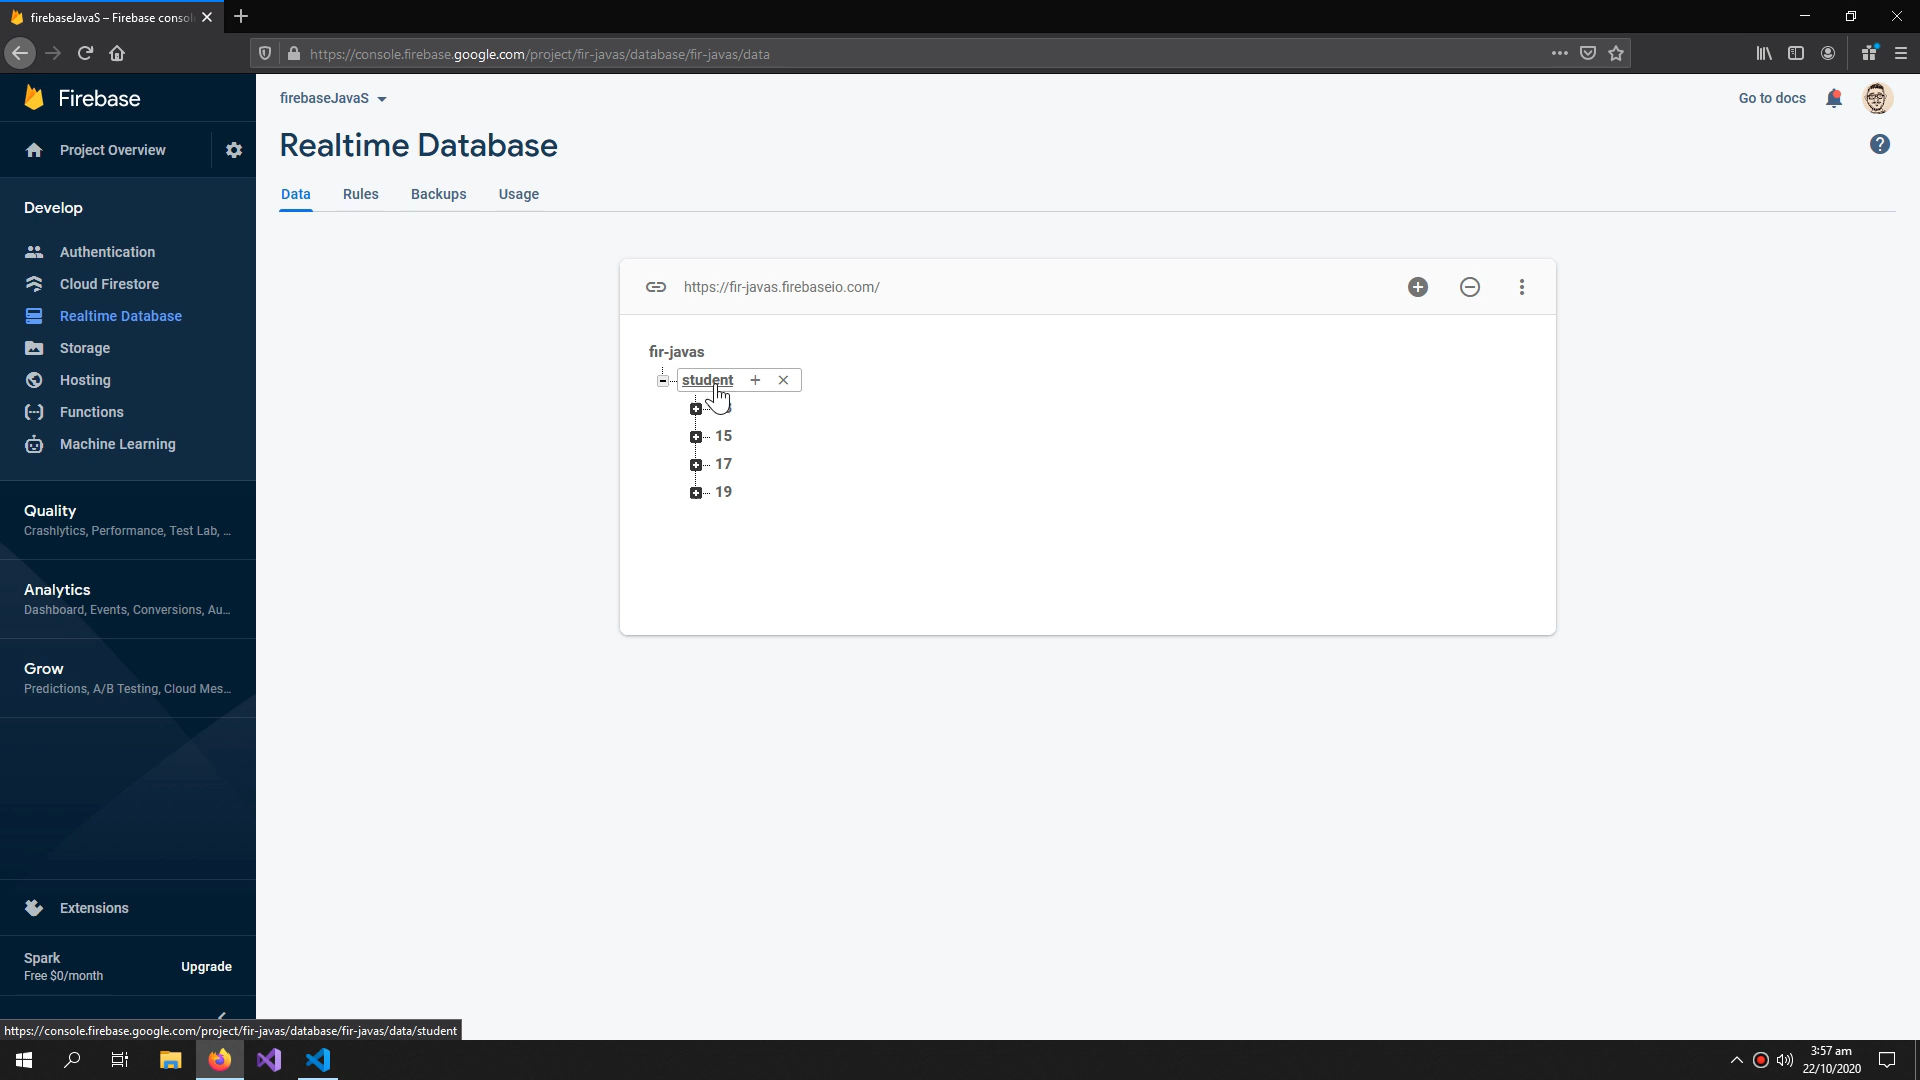 firebaseJavaS – Firebase consol
https://console.firebase.google.com/project/fir-javas/database/fir-javas/data
Firebase
firebaseJavaS
Go to docs
Project Overview
Realtime Database
Data
Rules
Backups
Usage
Develop
Authentication
Cloud Firestore
Realtime Database
Storage
Hosting
Functions
Machine Learning
https://fir-javas.firebaseio.com/
fir-javas
student
15
17
19
Quality
Crashlytics, Performance, Test Lab, ...
Analytics
Dashboard, Events, Conversions, Au...
Grow
Predictions, A/B Testing, Cloud Mes...
Extensions
Spark
Free $0/month
Upgrade
https://console.firebase.google.com/project/fir-javas/database/fir-javas/data/student
3:57 am
22/10/2020